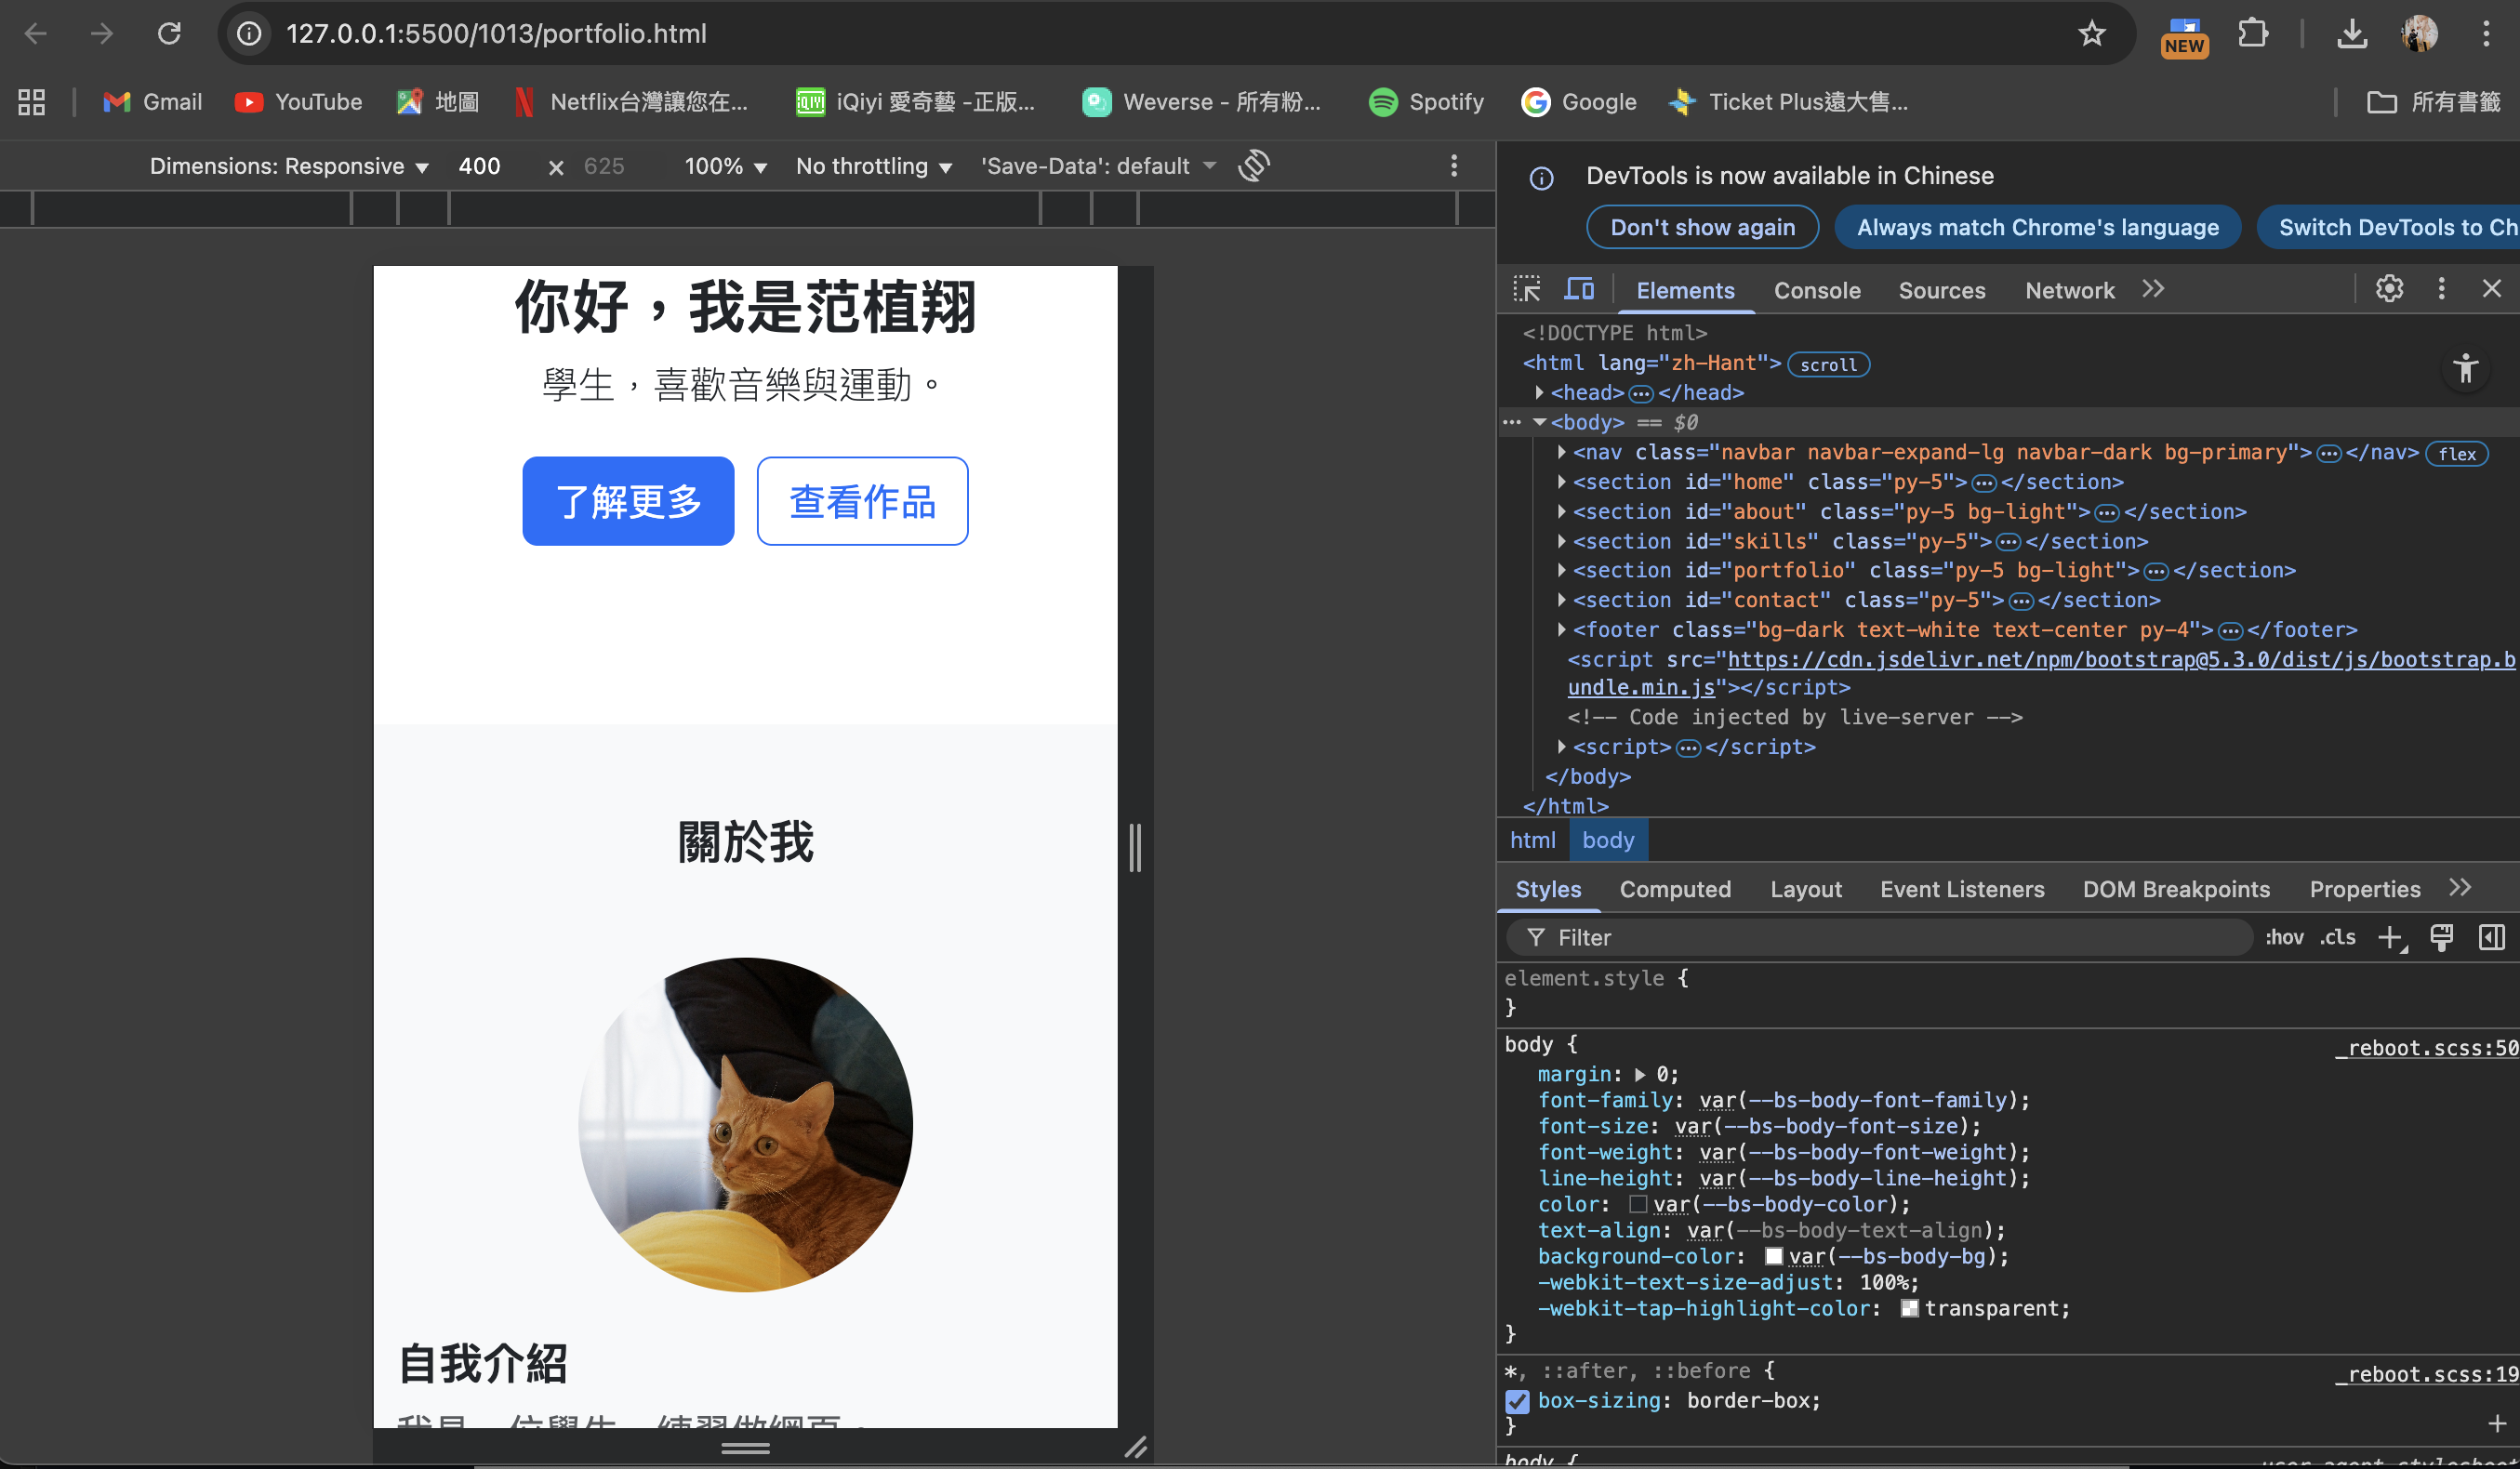 127.0.0.1:5500/1013/portfolio.html
NEW
Gmail
YouTube
地圖
Netflix台灣讓您在...
iQiyi 愛奇藝 -正版...
Weverse - 所有粉...
Spotify
Google
Ticket Plus遠大售...
所有書籤
Dimensions: Responsive 400 × 625 100% No throttling 'Save-Data': default
你好，我是范植翔
學生，喜歡音樂與運動。
了解更多
查看作品
關於我
自我介紹
我是一位學生，練習做網頁。
DevTools is now available in Chinese
Don't show again
Always match Chrome's language
Switch DevTools to Ch
Elements Console Sources Network
<!DOCTYPE html>
<html lang="zh-Hant"> scroll
<head>…</head>
<body> == $0
<nav class="navbar navbar-expand-lg navbar-dark bg-primary">…</nav> flex
<section id="home" class="py-5">…</section>
<section id="about" class="py-5 bg-light">…</section>
<section id="skills" class="py-5">…</section>
<section id="portfolio" class="py-5 bg-light">…</section>
<section id="contact" class="py-5">…</section>
<footer class="bg-dark text-white text-center py-4">…</footer>
<script src="https://cdn.jsdelivr.net/npm/bootstrap@5.3.0/dist/js/bootstrap.b
undle.min.js"></script>
<!-- Code injected by live-server -->
<script>…</script>
</body>
</html>
html body
Styles Computed Layout Event Listeners DOM Breakpoints Properties
Filter :hov .cls
element.style {
}
body { _reboot.scss:50
margin: 0;
font-family: var(--bs-body-font-family);
font-size: var(--bs-body-font-size);
font-weight: var(--bs-body-font-weight);
line-height: var(--bs-body-line-height);
color: var(--bs-body-color);
text-align: var(--bs-body-text-align);
background-color: var(--bs-body-bg);
-webkit-text-size-adjust: 100%;
-webkit-tap-highlight-color: transparent;
}
*, ::after, ::before { _reboot.scss:19
box-sizing: border-box;
}
body { user agent stylesheet